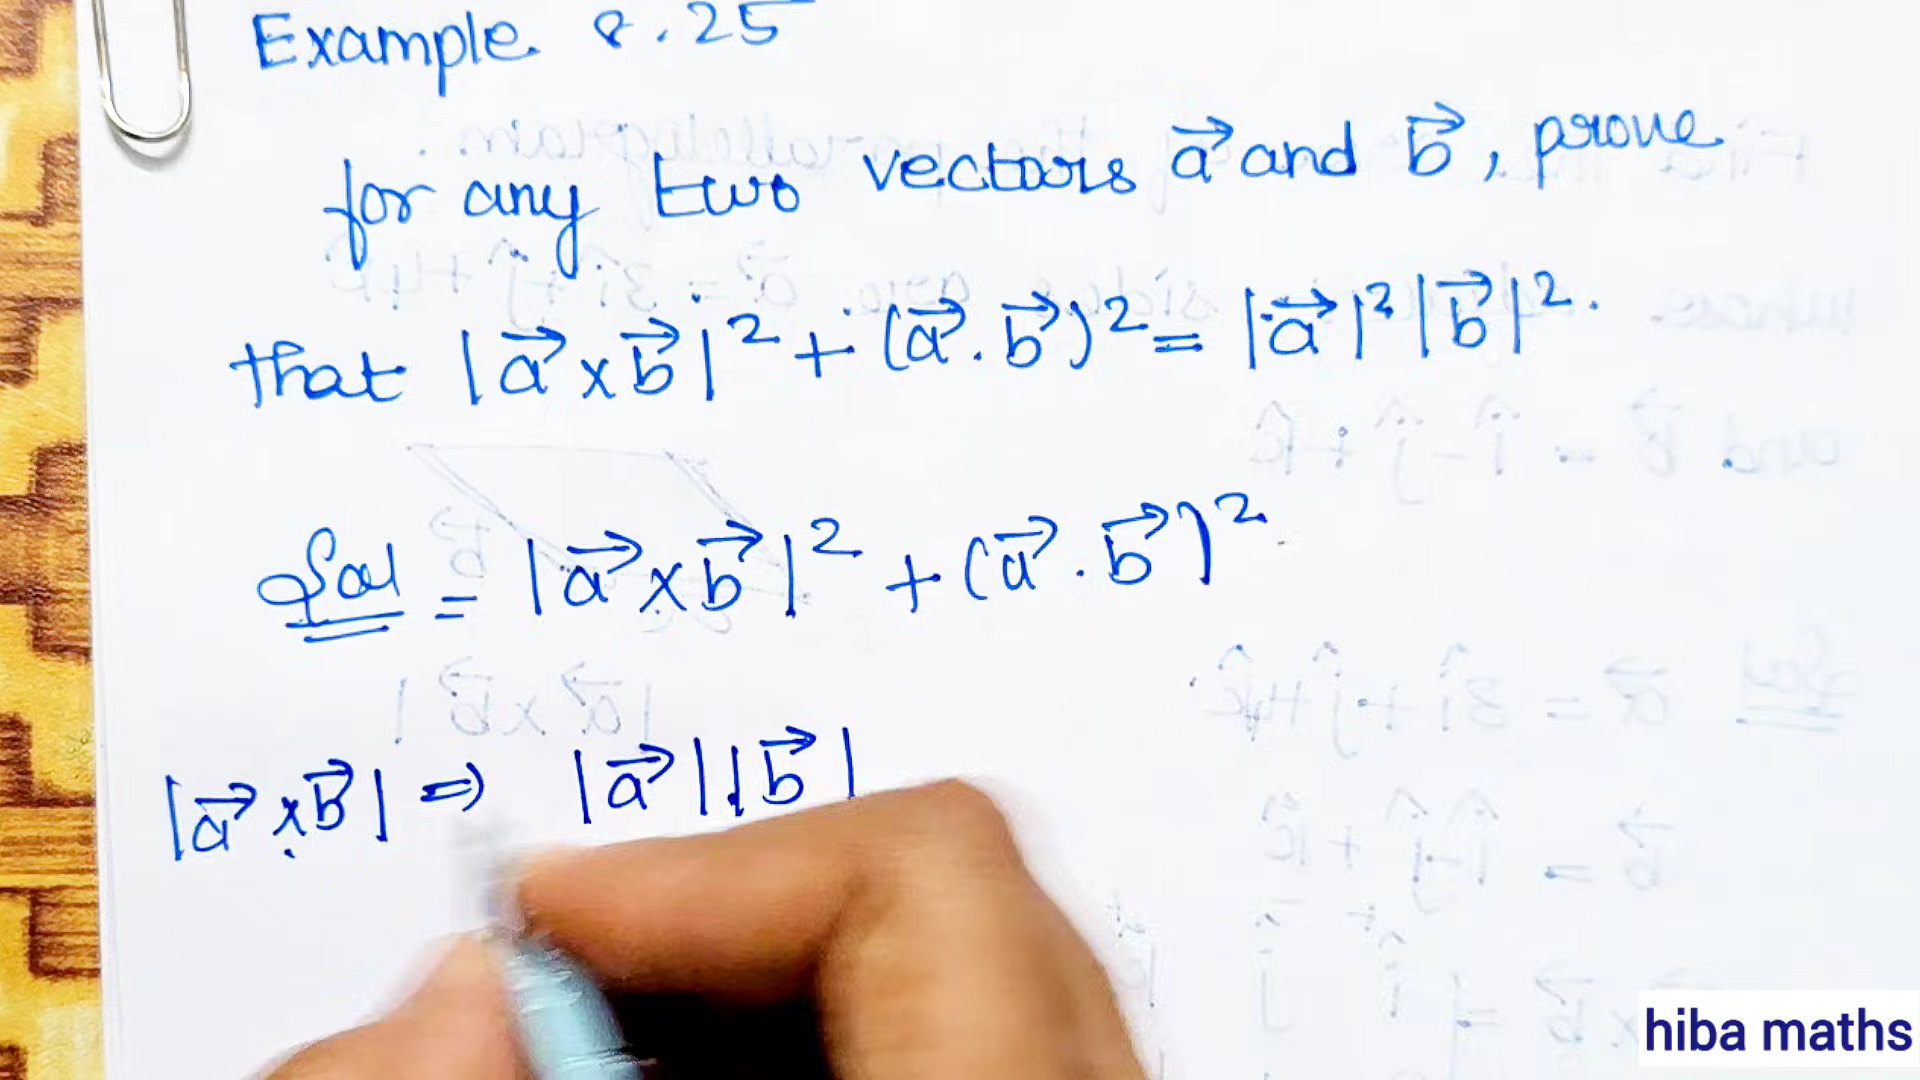 Example 8.25
for any two vectors a⃗ and b⃗, prove
that |a⃗ × b⃗|² + (a⃗ . b⃗)² = |a⃗|² |b⃗|².
Sol = |a⃗ × b⃗|² + (a⃗ . b⃗)²
|a⃗ × b⃗| ⇒ |a⃗| |b⃗|
hiba maths